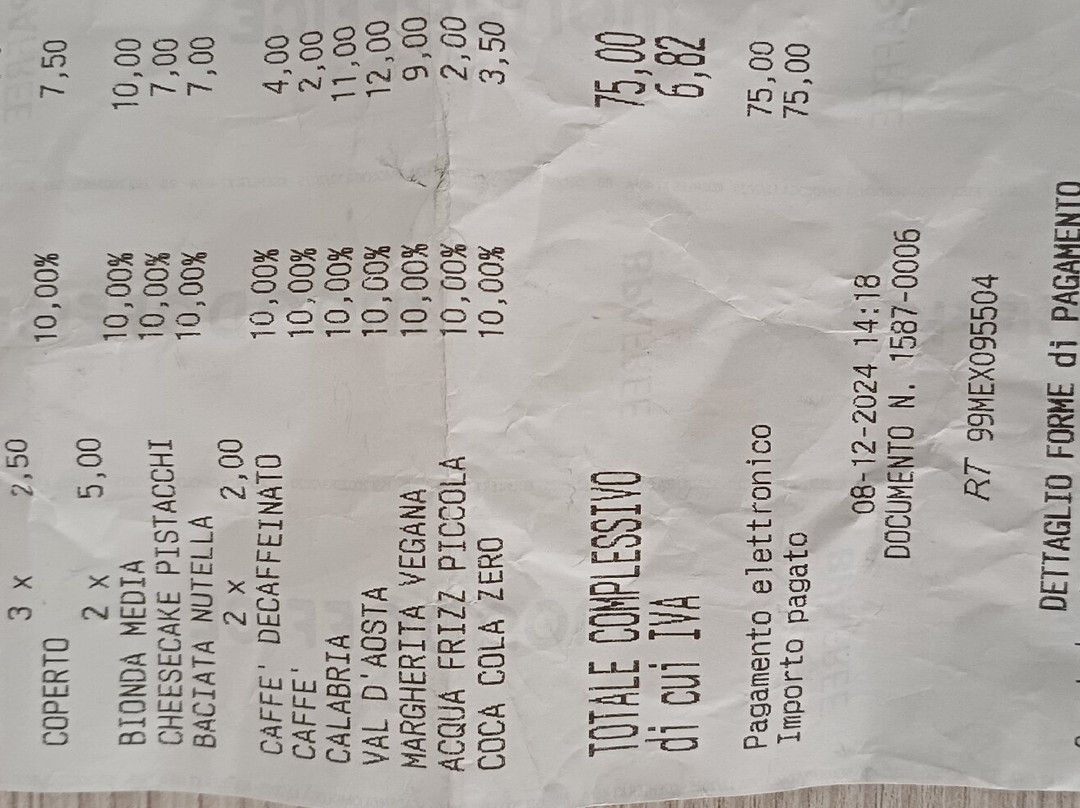 3 x 2,50
COPERTO 10,00% 7,50
2 x 5,00
BIONDA MEDIA 10,00% 10,00
CHEESECAKE PISTACCHI 10,00% 7,00
BACIATA NUTELLA 10,00% 7,00
2 x 2,00
CAFFE' DECAFFEINATO 10,00% 4,00
CAFFE' 10,00% 2,00
CALABRIA 10,00% 11,00
VAL D'AOSTA 10,00% 12,00
MARGHERITA VEGANA 10,00% 9,00
ACQUA FRIZZ PICCOLA 10,00% 2,00
COCA COLA ZERO 10,00% 3,50
TOTALE COMPLESSIVO 75,00
di cui IVA 6,82
Pagamento elettronico 75,00
Importo pagato 75,00
08-12-2024 14:18
DOCUMENTO N. 1587-0006
RT 99MEX095504
DETTAGLIO FORME di PAGAMENTO